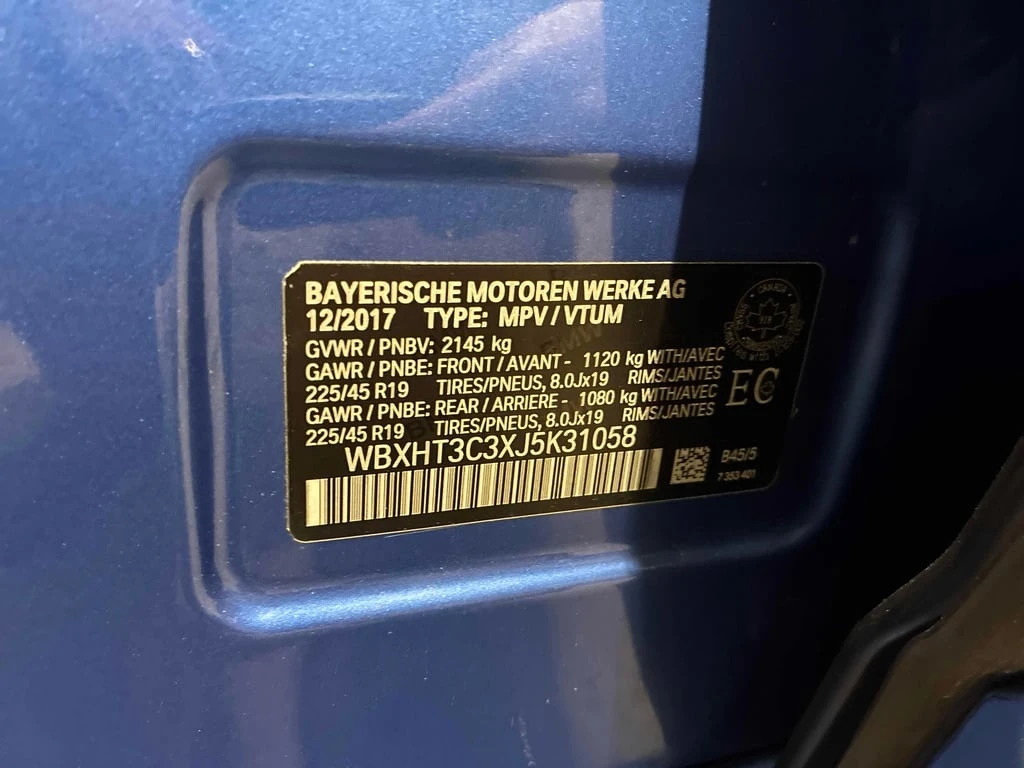 BAYERISCHE MOTOREN WERKE AG
12/2017 TYPE: MPV / VTUM
GVWR / PNBV: 2145 kg
GAWR / PNBE: FRONT / AVANT - 1120 kg WITH/AVEC
225/45 R19 TIRES/PNEUS, 8.0Jx19 RIMS/JANTES
GAWR / PNBE: REAR / ARRIERE - 1080 kg WITH/AVEC
225/45 R19 TIRES/PNEUS, 8.0Jx19 RIMS/JANTES
WBXHT3C3XJ5K31058
CANADA
EC
B45/5
7 353 401